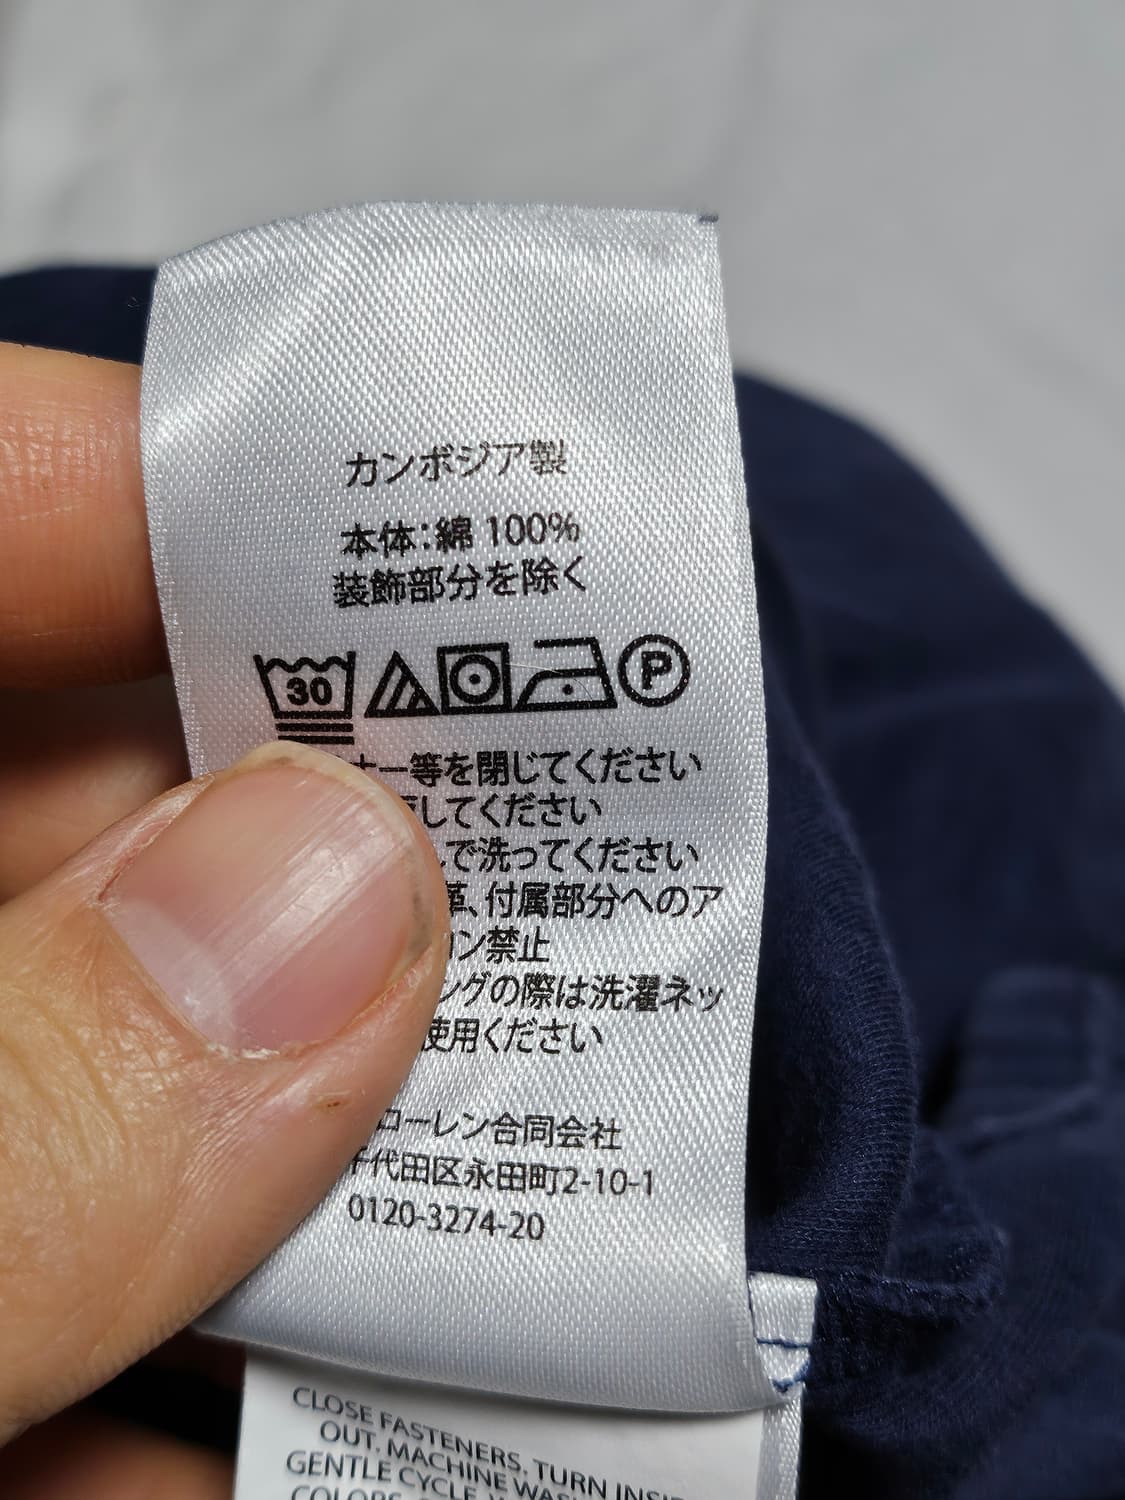 カンボジア製
本体:綿 100%
装飾部分を除く
30 P
ナー等を閉じてください
返してください
で洗ってください
革、付属部分へのア
ン禁止
ングの際は洗濯ネッ
使用ください
ローレン合同会社
千代田区永田町2-10-1
0120-3274-20
CLOSE FASTENERS. TURN INSI
OUT. MACHINE WAS
GENTLE CYCLE.
COLORS.